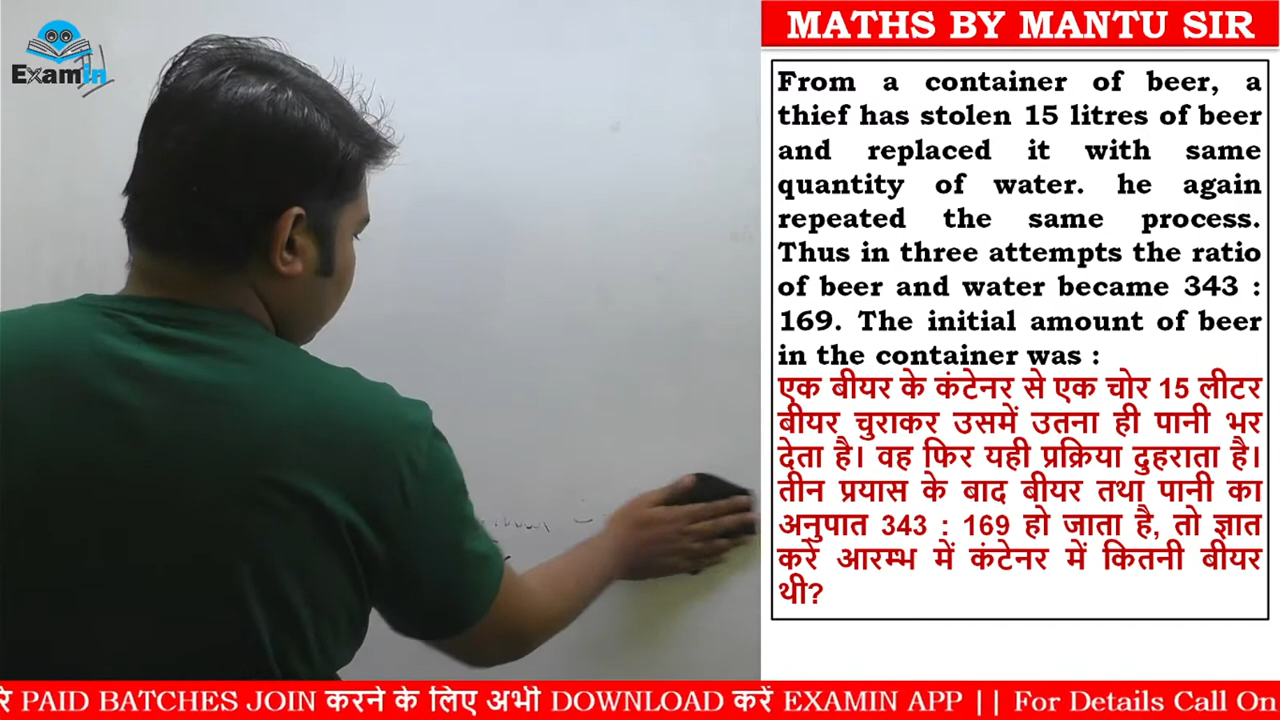 Examin
MATHS BY MANTU SIR
From a container of beer, a
thief has stolen 15 litres of beer
and replaced it with same
quantity of water. he again
repeated the same process.
Thus in three attempts the ratio
of beer and water became 343 :
169. The initial amount of beer
in the container was :
एक बीयर के कंटेनर से एक चोर 15 लीटर
बीयर चुराकर उसमें उतना ही पानी भर
देता है। वह फिर यही प्रक्रिया दुहराता है।
तीन प्रयास के बाद बीयर तथा पानी का
अनुपात 343 : 169 हो जाता है, तो ज्ञात
करें आरम्भ में कंटेनर में कितनी बीयर
थी?
PAID BATCHES JOIN करने के लिए अभी DOWNLOAD करें EXAMIN APP || For Details Call On